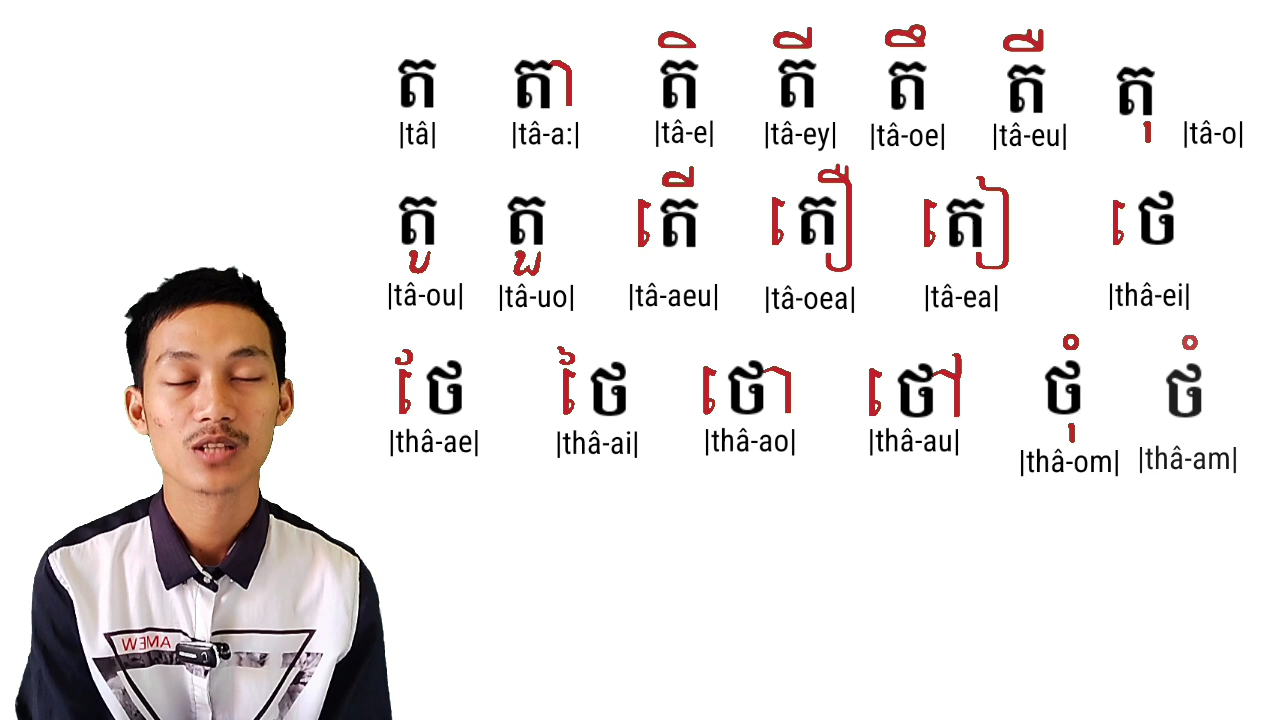 ត តា តិ តី តឹ តឺ តុ
|tâ| |tâ-a:| |tâ-e| |tâ-ey| |tâ-oe| |tâ-eu| |tâ-o|
តូ តួ តើ តឿ តៀ ថេ
|tâ-ou| |tâ-uo| |tâ-aeu| |tâ-oea| |tâ-ea| |thâ-ei|
ថែ ថៃ ថោ ថៅ ថុំ ថំ
|thâ-ae| |thâ-ai| |thâ-ao| |thâ-au| |thâ-om| |thâ-am|
AMEW